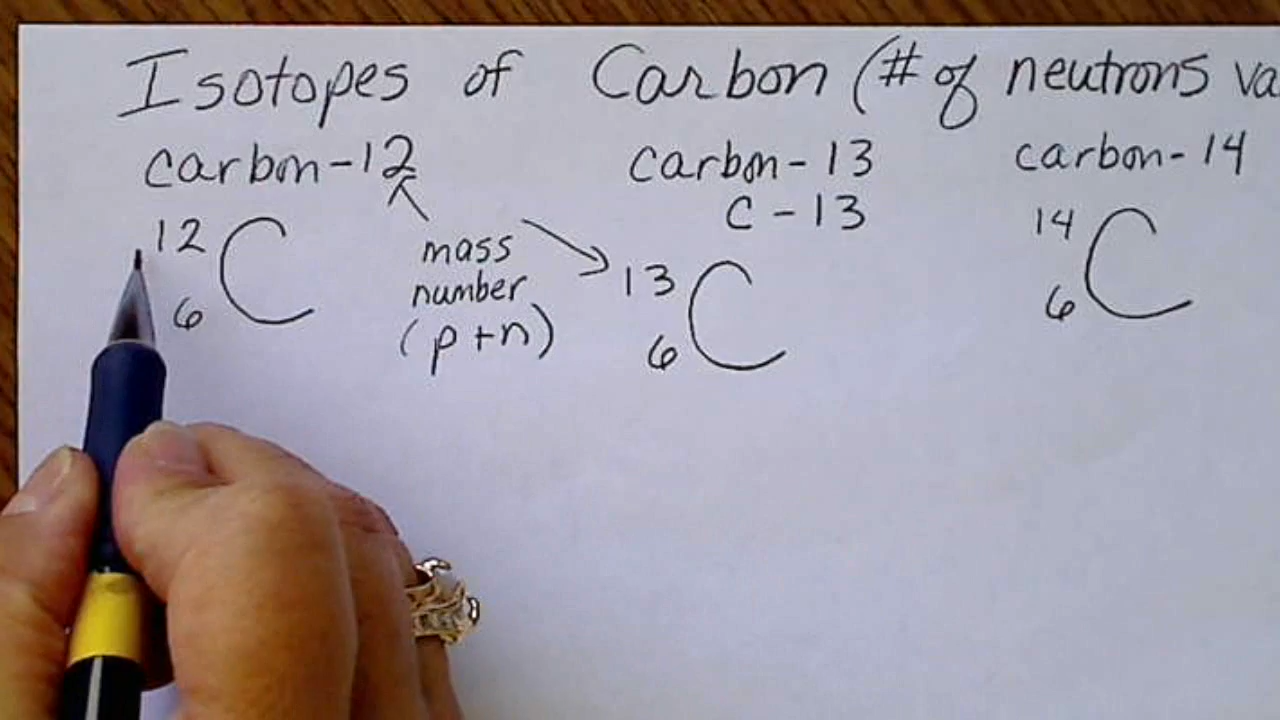 Isotopes of Carbon (# of neutrons va
carbon-12
carbon-13
carbon-14
C-13
12
6
C
mass
number
(p+n)
13
6
C
14
6
C